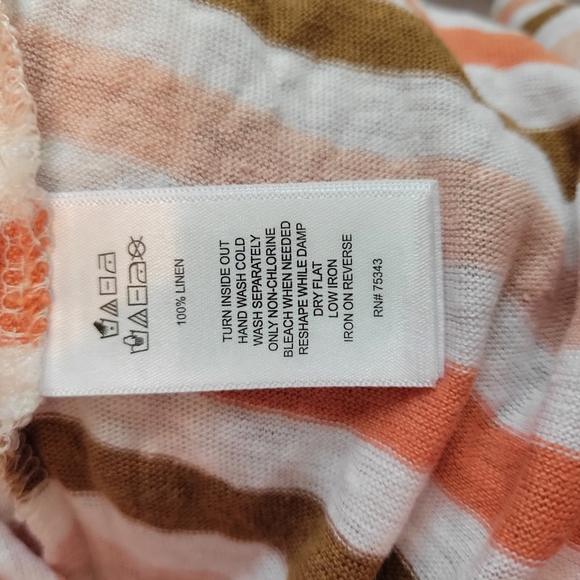 100% LINEN
TURN INSIDE OUT
HAND WASH COLD
WASH SEPARATELY
ONLY NON-CHLORINE
BLEACH WHEN NEEDED
RESHAPE WHILE DAMP
DRY FLAT
LOW IRON
IRON ON REVERSE
RN# 75343